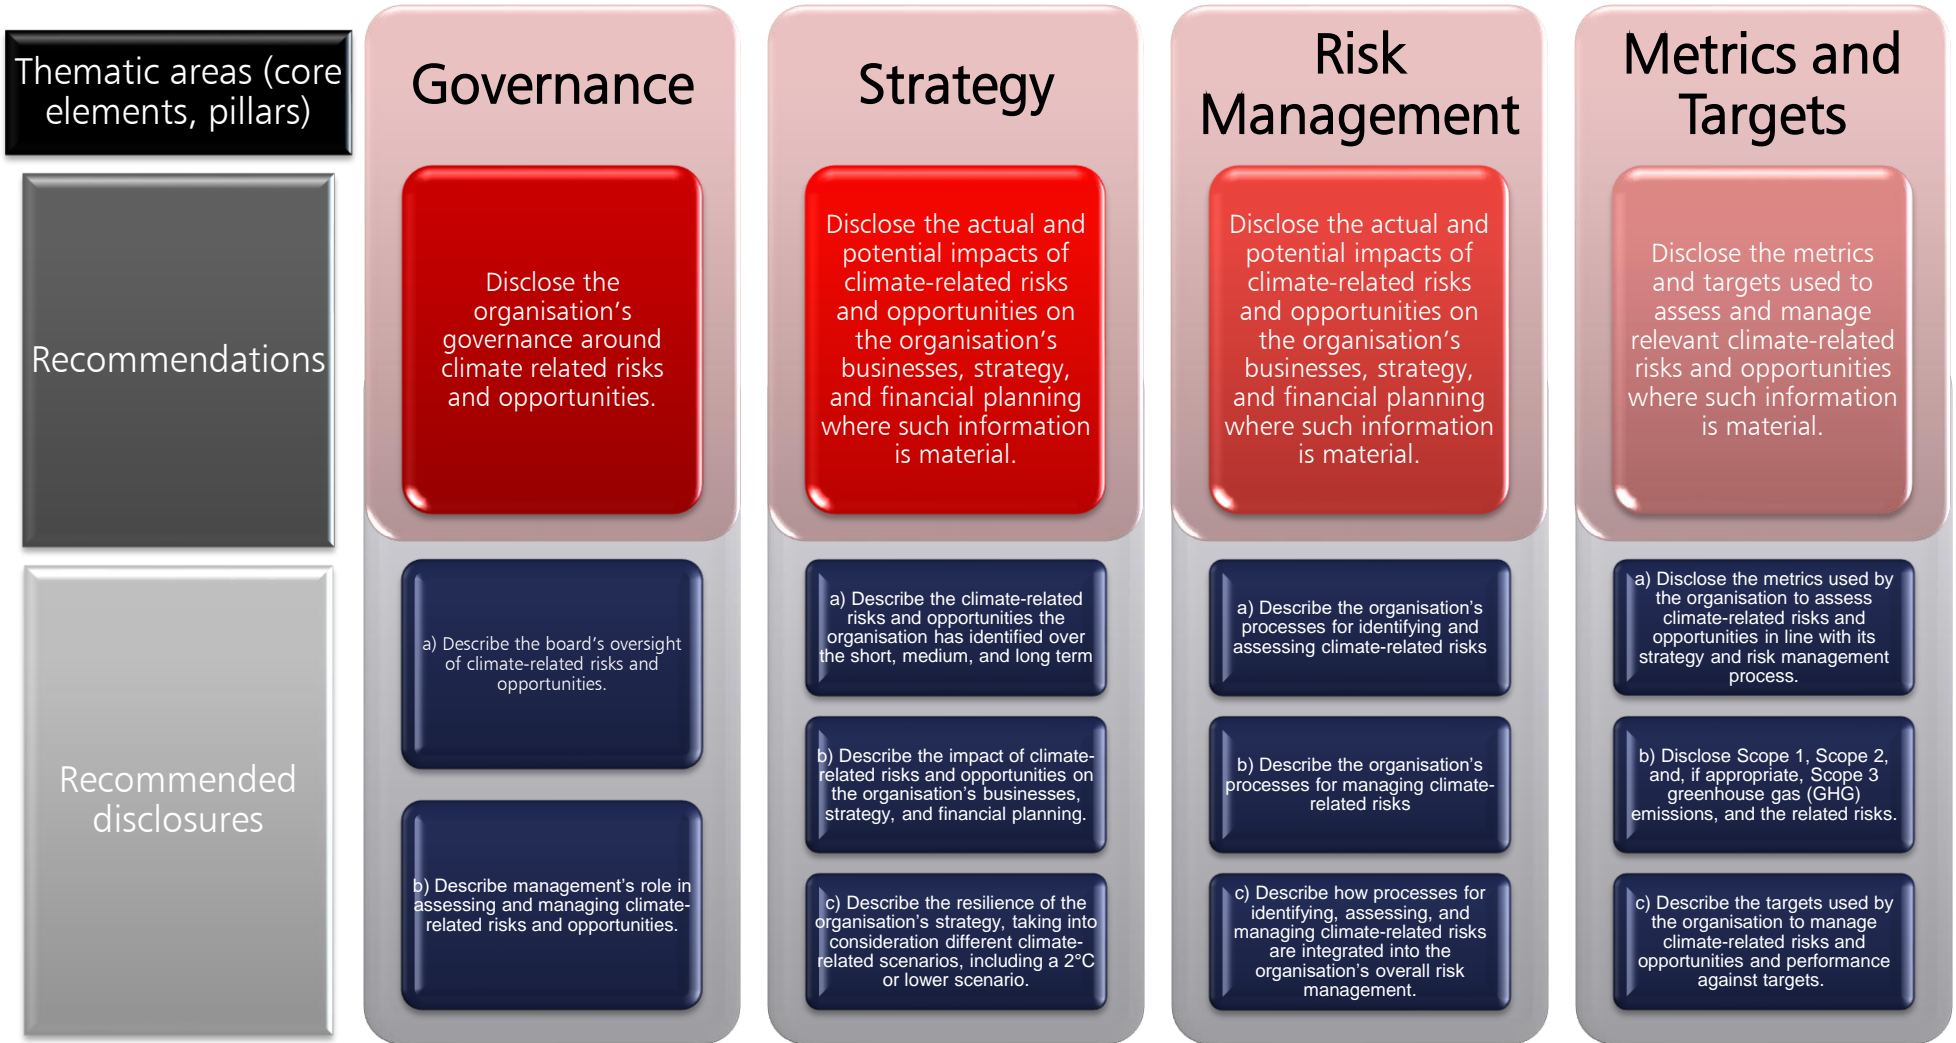 Thematic areas (core
elements, pillars)
Governance
Strategy
Risk
Management
Metrics and
Targets
Recommendations
Disclose the
organisation’s
governance around
climate related risks
and opportunities.
Disclose the actual and
potential impacts of
climate-related risks
and opportunities on
the organisation’s
businesses, strategy,
and financial planning
where such information
is material.
Disclose the actual and
potential impacts of
climate-related risks
and opportunities on
the organisation’s
businesses, strategy,
and financial planning
where such information
is material.
Disclose the metrics
and targets used to
assess and manage
relevant climate-related
risks and opportunities
where such information
is material.
Recommended
disclosures
a) Describe the board’s oversight
of climate-related risks and
opportunities.
b) Describe management’s role in
assessing and managing climate-
related risks and opportunities.
a) Describe the climate-related
risks and opportunities the
organisation has identified over
the short, medium, and long term
b) Describe the impact of climate-
related risks and opportunities on
the organisation’s businesses,
strategy, and financial planning.
c) Describe the resilience of the
organisation’s strategy, taking into
consideration different climate-
related scenarios, including a 2°C
or lower scenario.
a) Describe the organisation’s
processes for identifying and
assessing climate-related risks
b) Describe the organisation’s
processes for managing climate-
related risks
c) Describe how processes for
identifying, assessing, and
managing climate-related risks
are integrated into the
organisation’s overall risk
management.
a) Disclose the metrics used by
the organisation to assess
climate-related risks and
opportunities in line with its
strategy and risk management
process.
b) Disclose Scope 1, Scope 2,
and, if appropriate, Scope 3
greenhouse gas (GHG)
emissions, and the related risks.
c) Describe the targets used by
the organisation to manage
climate-related risks and
opportunities and performance
against targets.